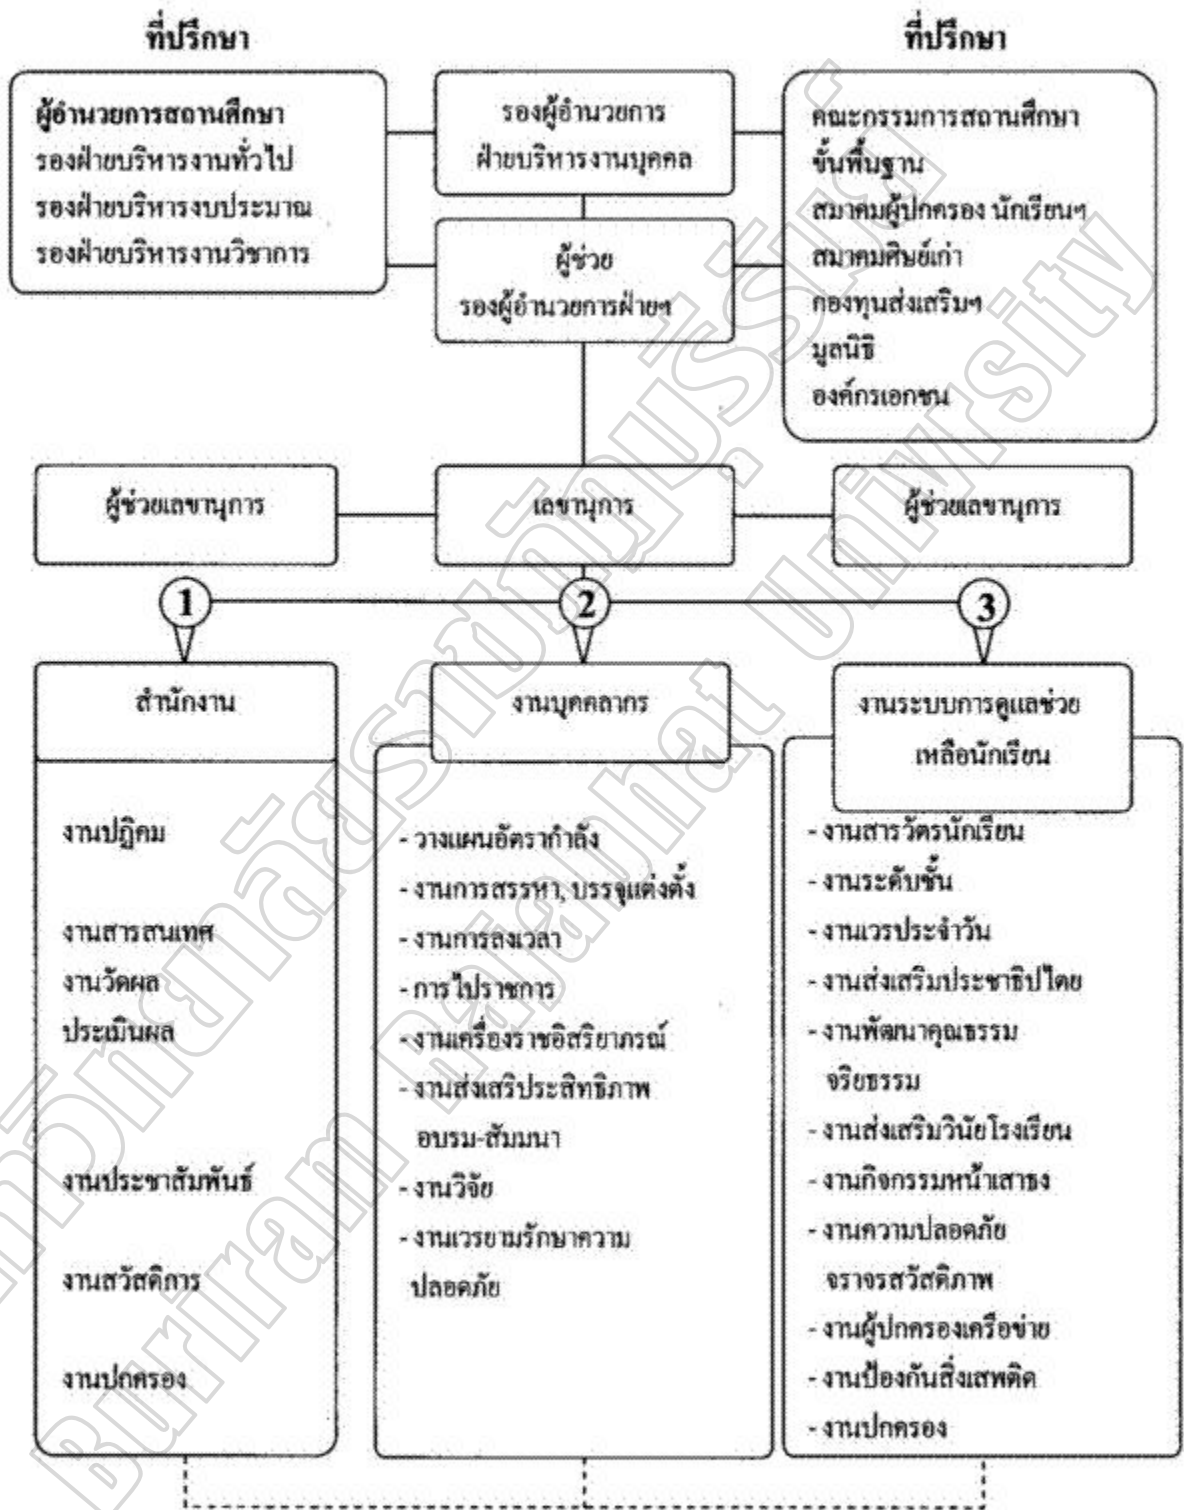 ที่ปรึกษา
ผู้อำนวยการสถานศึกษา
รองฝ่ายบริหารงานทั่วไป
รองฝ่ายบริหารงบประมาณ
รองฝ่ายบริหารงานวิชาการ
รองผู้อำนวยการ
ฝ่ายบริหารงานบุคคล
ผู้ช่วย
รองผู้อำนวยการฝ่ายฯ
ที่ปรึกษา
คณะกรรมการสถานศึกษา
ขั้นพื้นฐาน
สมาคมผู้ปกครอง นักเรียนฯ
สมาคมศิษย์เก่า
กองทุนส่งเสริมฯ
มูลนิธิ
องค์กรเอกชน
ผู้ช่วยเลขานุการ
เลขานุการ
ผู้ช่วยเลขานุการ
1
2
3
สำนักงาน
งานปฏิคม
งานสารสนเทศ
งานวัดผล
ประเมินผล
งานประชาสัมพันธ์
งานสวัสดิการ
งานปกครอง
งานบุคคลากร
- วางแผนอัตรากำลัง
- งานการสรรหา, บรรจุแต่งตั้ง
- งานการลงเวลา
- การไปราชการ
- งานเครื่องราชอิสริยาภรณ์
- งานส่งเสริประสิทธิภาพ
อบรม-สัมมนา
- งานวิจัย
- งานเวรยามรักษาความ
ปลอดภัย
งานระบบการดูแลช่วย
เหลือนักเรียน
- งานสารวัตรนักเรียน
- งานระดับชั้น
- งานเวรประจำวัน
- งานส่งเสริมประชาธิปไตย
- งานพัฒนาคุณธรรม
จริยธรรม
- งานส่งเสริมวินัยโรงเรียน
- งานกิจกรรมหน้าเสาธง
- งานความปลอดภัย
จราจรสวัสดิภาพ
- งานผู้ปกครองเครือข่าย
- งานป้องกันสิ่งเสพติด
- งานปกครอง
Buriram Rajabhat University